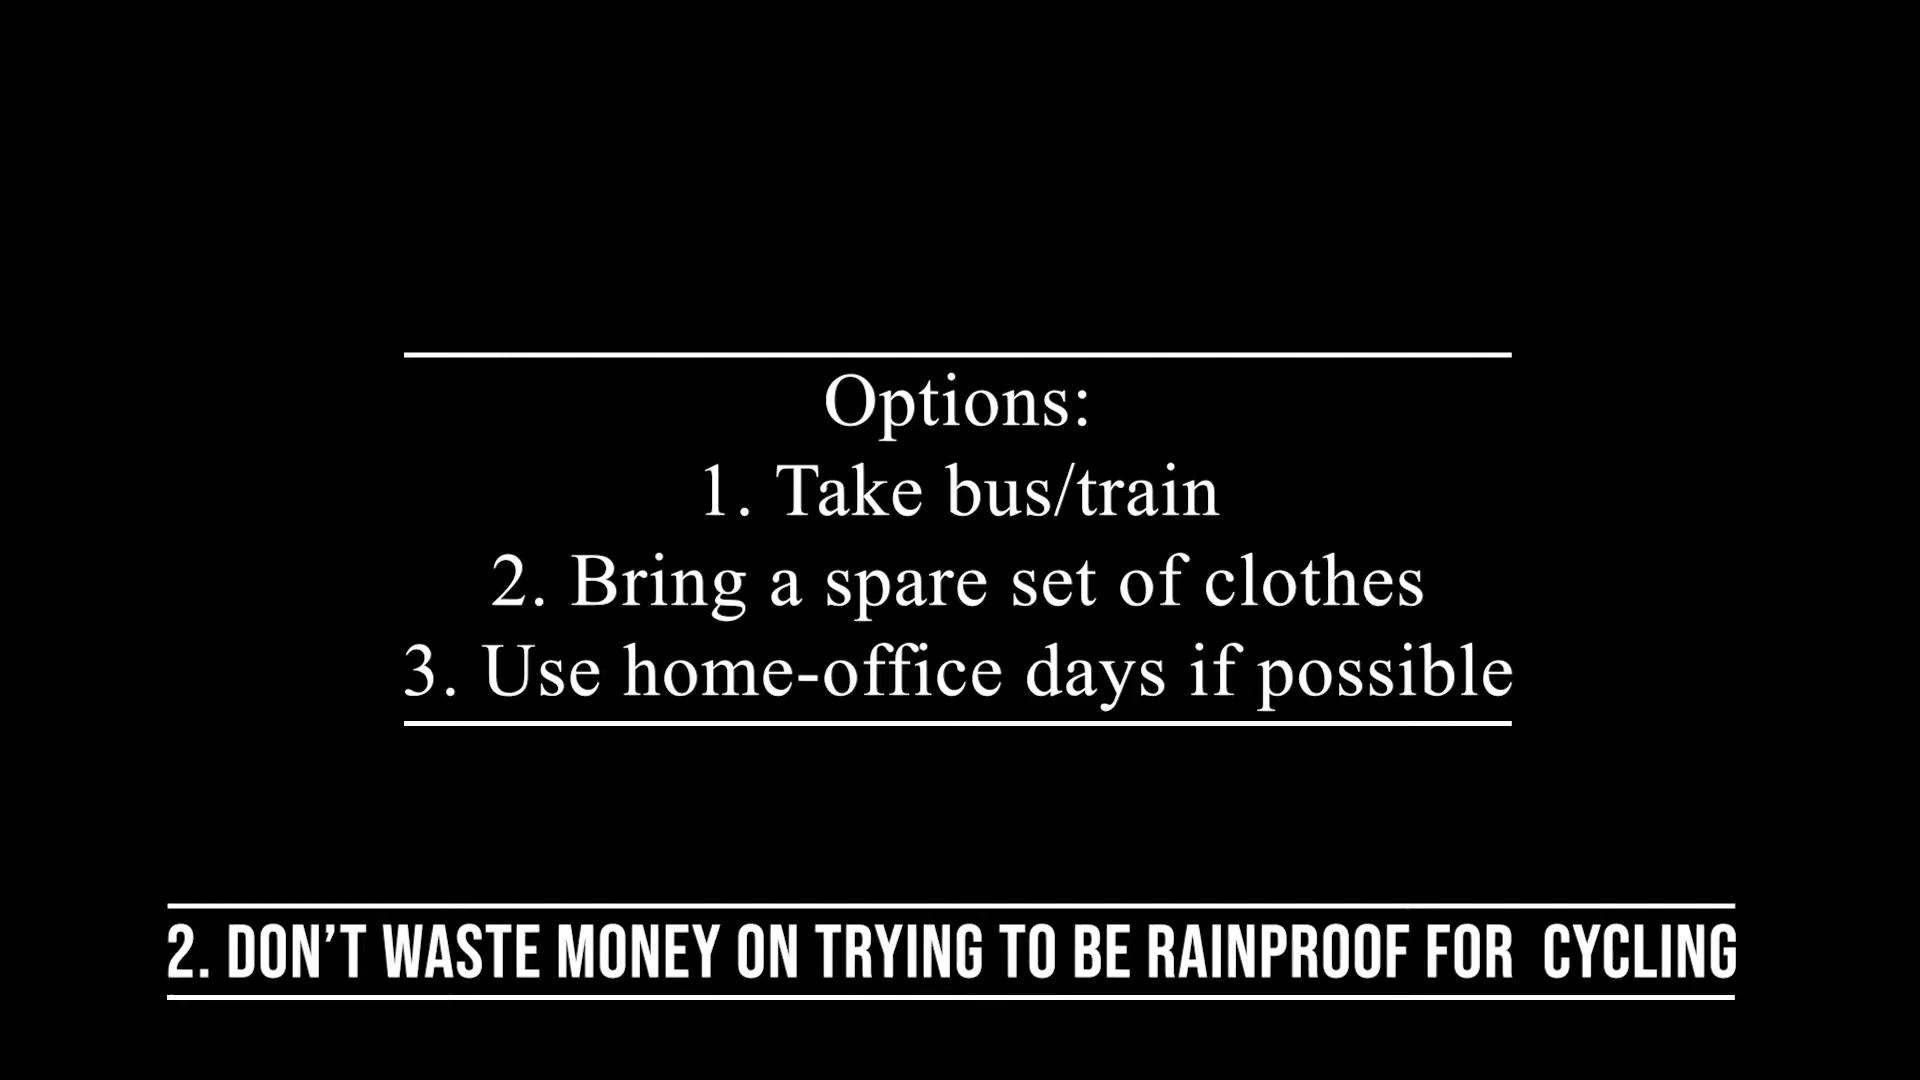 Options:
1. Take bus/train
2. Bring a spare set of clothes
3. Use home-office days if possible
2. DON’T WASTE MONEY ON TRYING TO BE RAINPROOF FOR  CYCLING